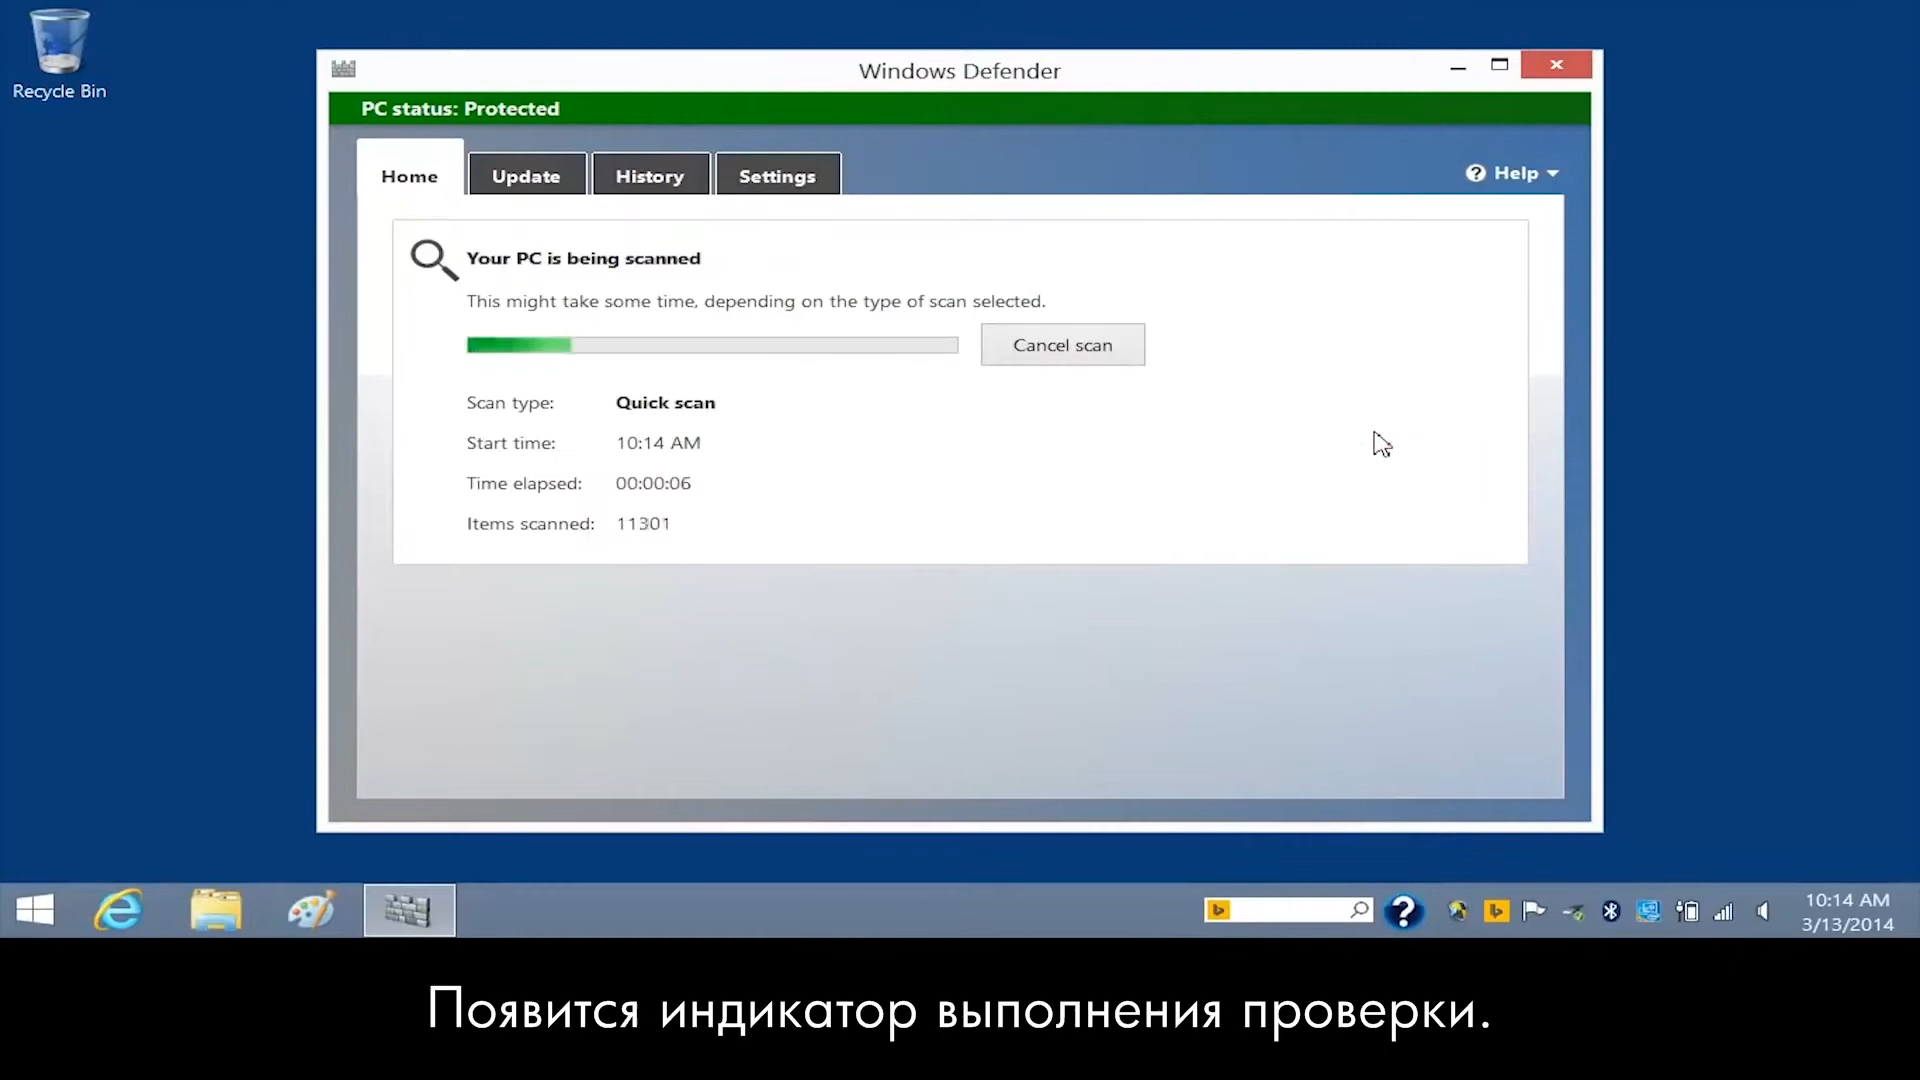 Recycle Bin
Windows Defender
PC status: Protected
Home
Update
History
Settings
Help
Your PC is being scanned
This might take some time, depending on the type of scan selected.
Cancel scan
Scan type: Quick scan
Start time: 10:14 AM
Time elapsed: 00:00:06
Items scanned: 11301
10:14 AM
3/13/2014
Появится индикатор выполнения проверки.